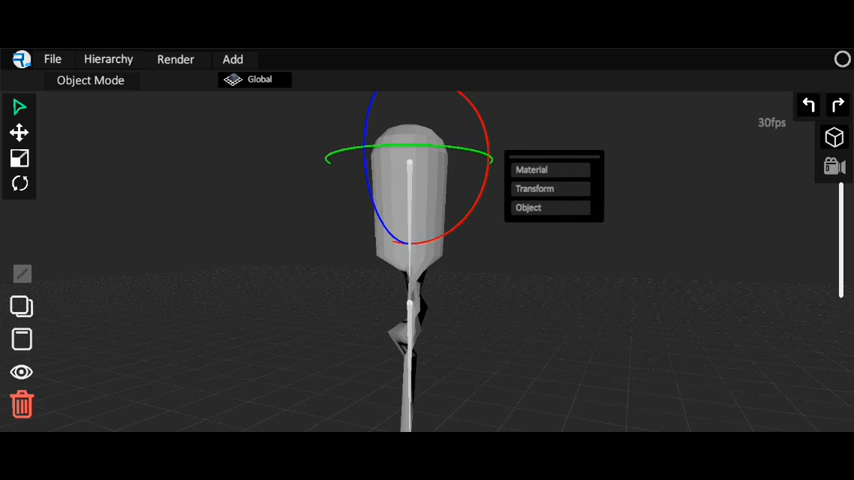 File Hierarchy Render Add
Object Mode Global
30fps
Material
Transform
Object